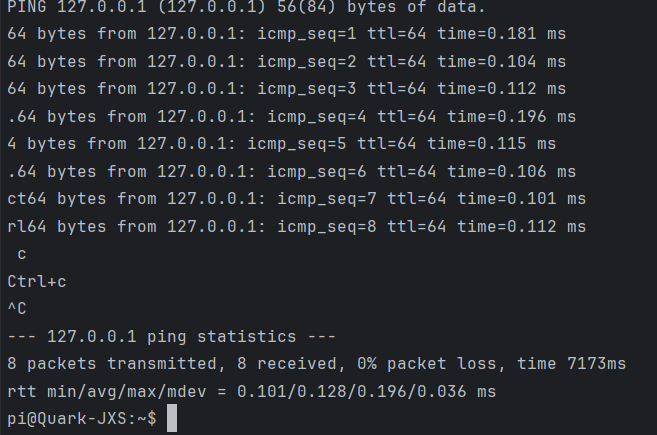 PING 127.0.0.1 (127.0.0.1) 56(84) bytes of data.
64 bytes from 127.0.0.1: icmp_seq=1 ttl=64 time=0.181 ms
64 bytes from 127.0.0.1: icmp_seq=2 ttl=64 time=0.104 ms
64 bytes from 127.0.0.1: icmp_seq=3 ttl=64 time=0.112 ms
.64 bytes from 127.0.0.1: icmp_seq=4 ttl=64 time=0.196 ms
4 bytes from 127.0.0.1: icmp_seq=5 ttl=64 time=0.115 ms
.64 bytes from 127.0.0.1: icmp_seq=6 ttl=64 time=0.106 ms
ct64 bytes from 127.0.0.1: icmp_seq=7 ttl=64 time=0.101 ms
rl64 bytes from 127.0.0.1: icmp_seq=8 ttl=64 time=0.112 ms
 c
Ctrl+c
^C
--- 127.0.0.1 ping statistics ---
8 packets transmitted, 8 received, 0% packet loss, time 7173ms
rtt min/avg/max/mdev = 0.101/0.128/0.196/0.036 ms
pi@Quark-JXS:~$